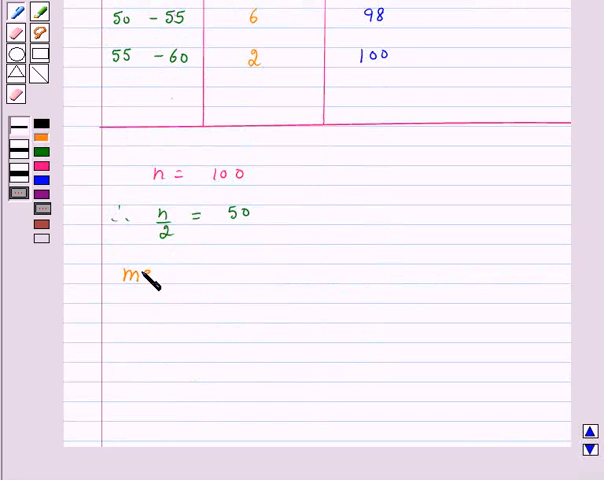 50 - 55 6 98
55 - 60 2 100
n = 100
∴ n/2 = 50